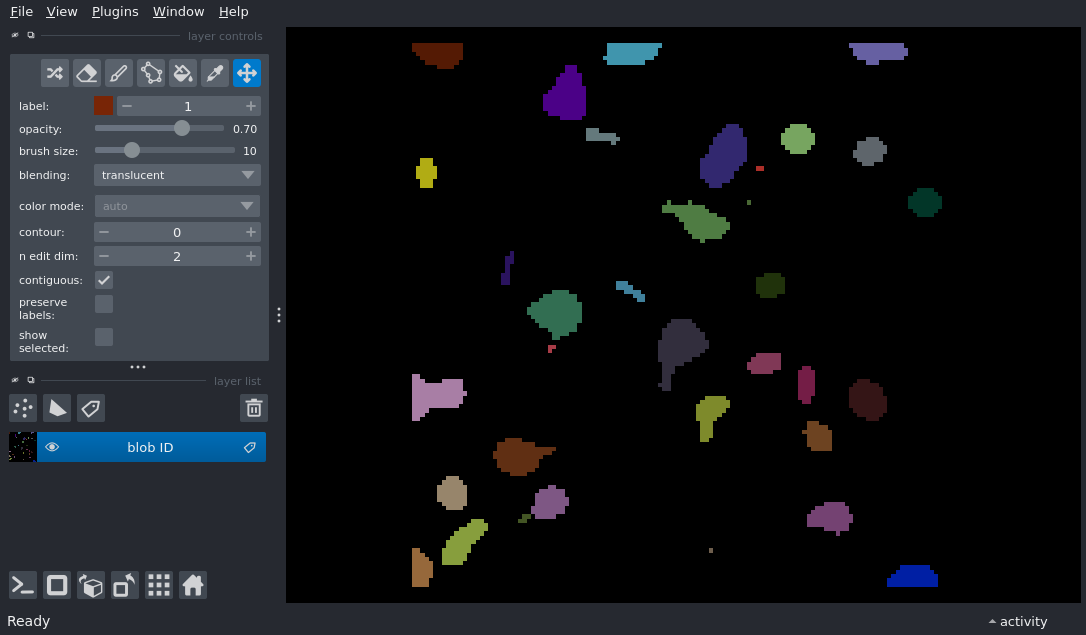 File View Plugins Window Help
layer controls
label: 1
opacity: 0.70
brush size: 10
blending: translucent
color mode: auto
contour: 0
n edit dim: 2
contiguous:
preserve
labels:
show
selected:
layer list
blob ID
Ready
activity